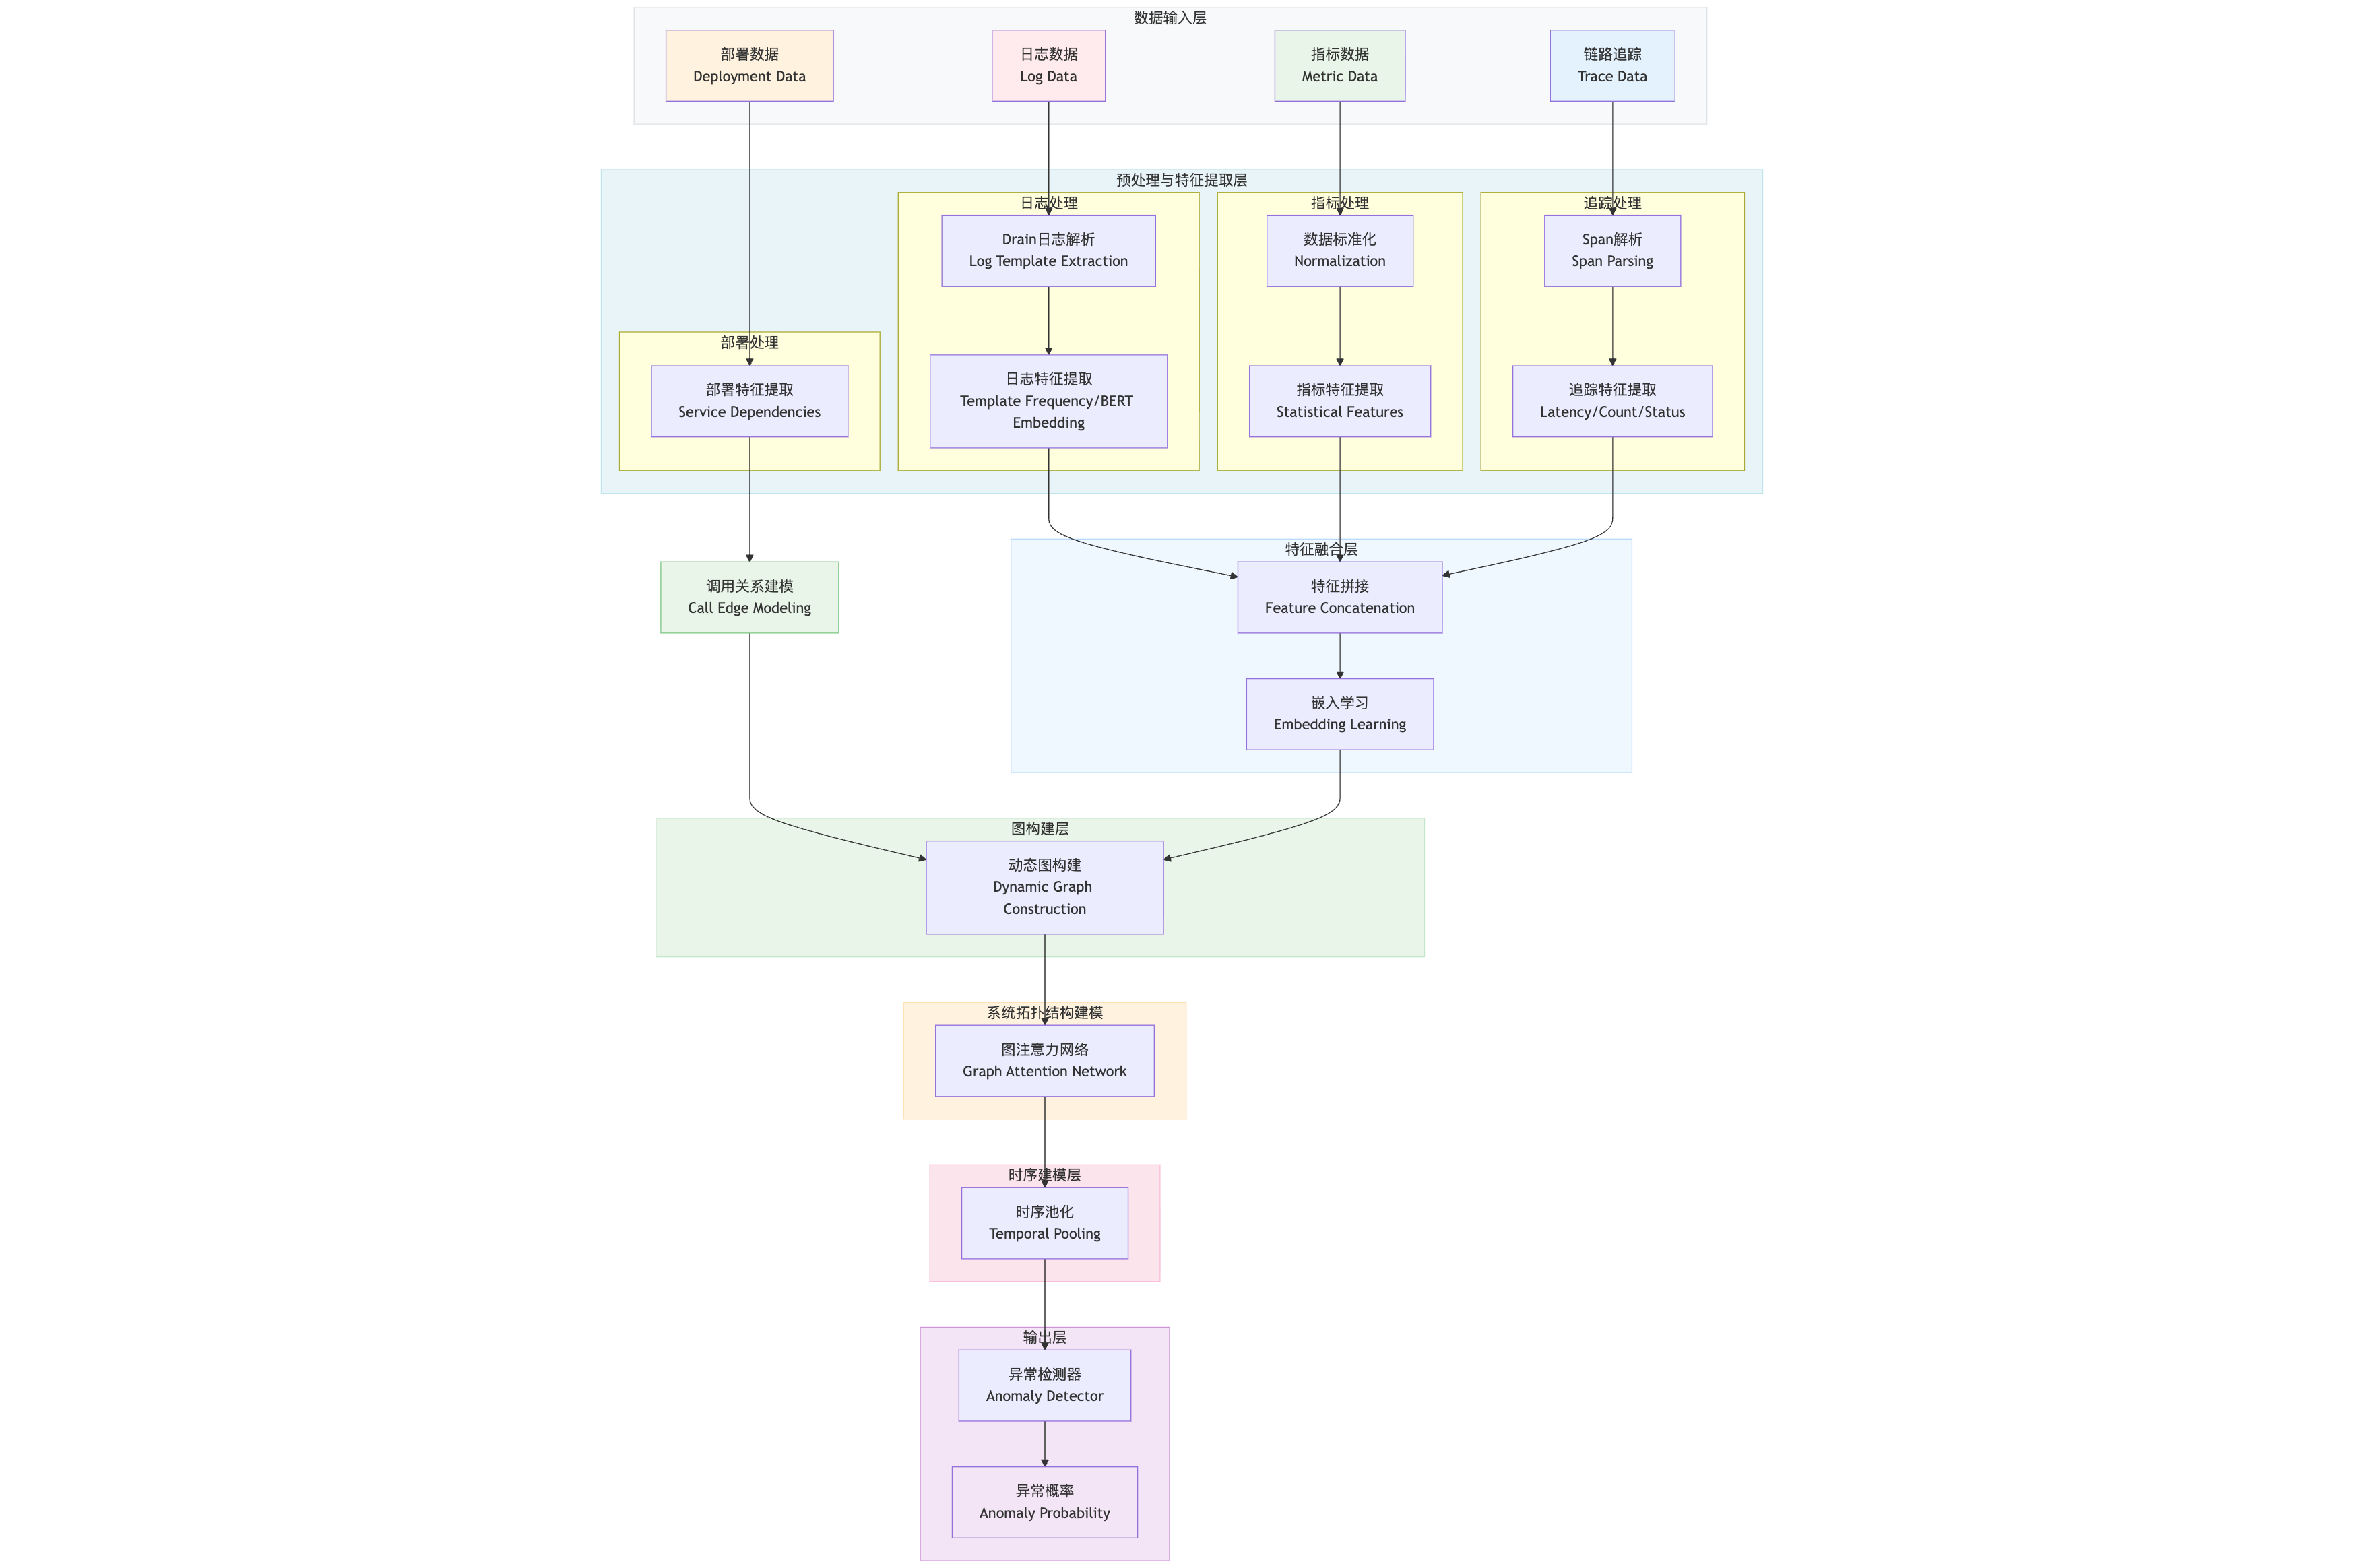 数据输入层
部署数据
Deployment Data
日志数据
Log Data
指标数据
Metric Data
链路追踪
Trace Data
预处理与特征提取层
日志处理
Drain日志解析
Log Template Extraction
日志特征提取
Template Frequency/BERT
Embedding
指标处理
数据标准化
Normalization
指标特征提取
Statistical Features
追踪处理
Span解析
Span Parsing
追踪特征提取
Latency/Count/Status
部署处理
部署特征提取
Service Dependencies
调用关系建模
Call Edge Modeling
特征融合层
特征拼接
Feature Concatenation
嵌入学习
Embedding Learning
图构建层
动态图构建
Dynamic Graph
Construction
系统拓扑结构建模
图注意力网络
Graph Attention Network
时序建模层
时序池化
Temporal Pooling
输出层
异常检测器
Anomaly Detector
异常概率
Anomaly Probability